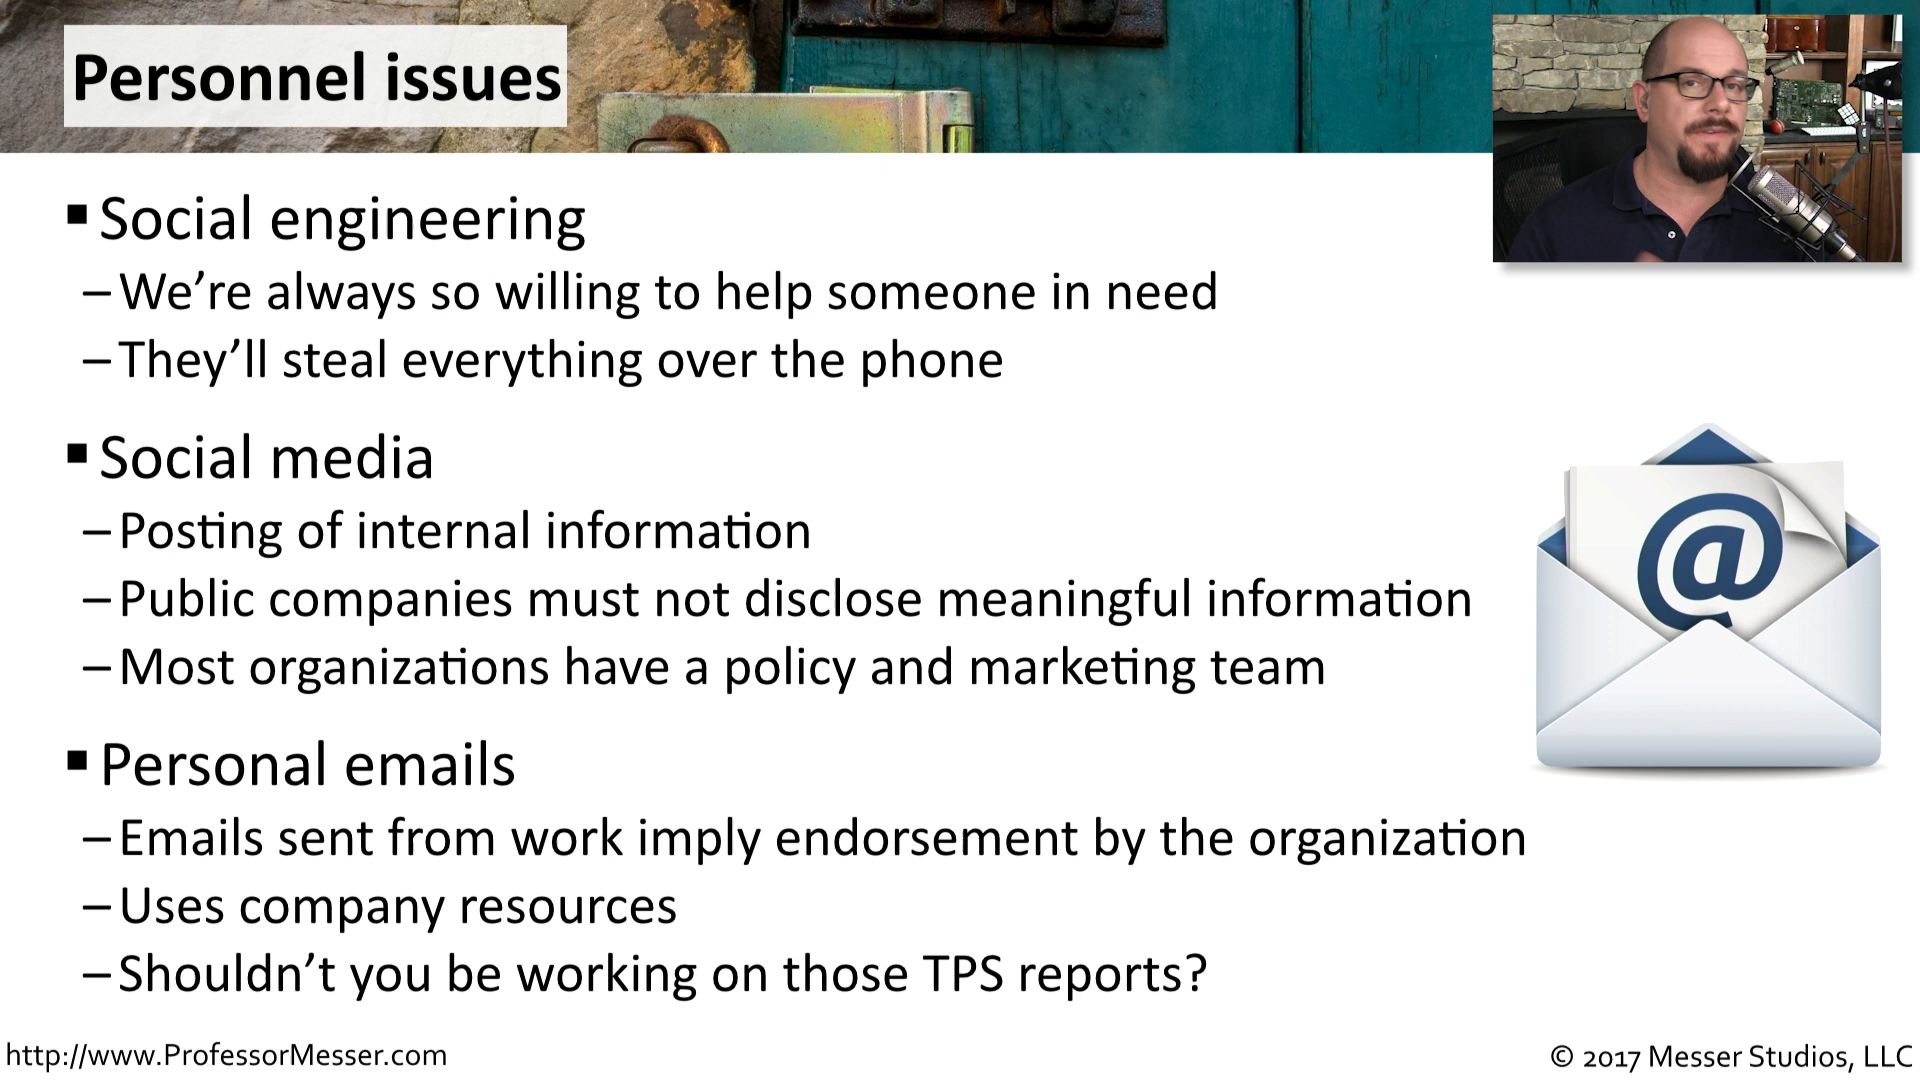 Personnel issues
▪ Social engineering
– We’re always so willing to help someone in need
– They’ll steal everything over the phone
▪ Social media
– Posting of internal information
– Public companies must not disclose meaningful information
– Most organizations have a policy and marketing team
@
▪ Personal emails
– Emails sent from work imply endorsement by the organization
– Uses company resources
– Shouldn’t you be working on those TPS reports?
http://www.ProfessorMesser.com
© 2017 Messer Studios, LLC